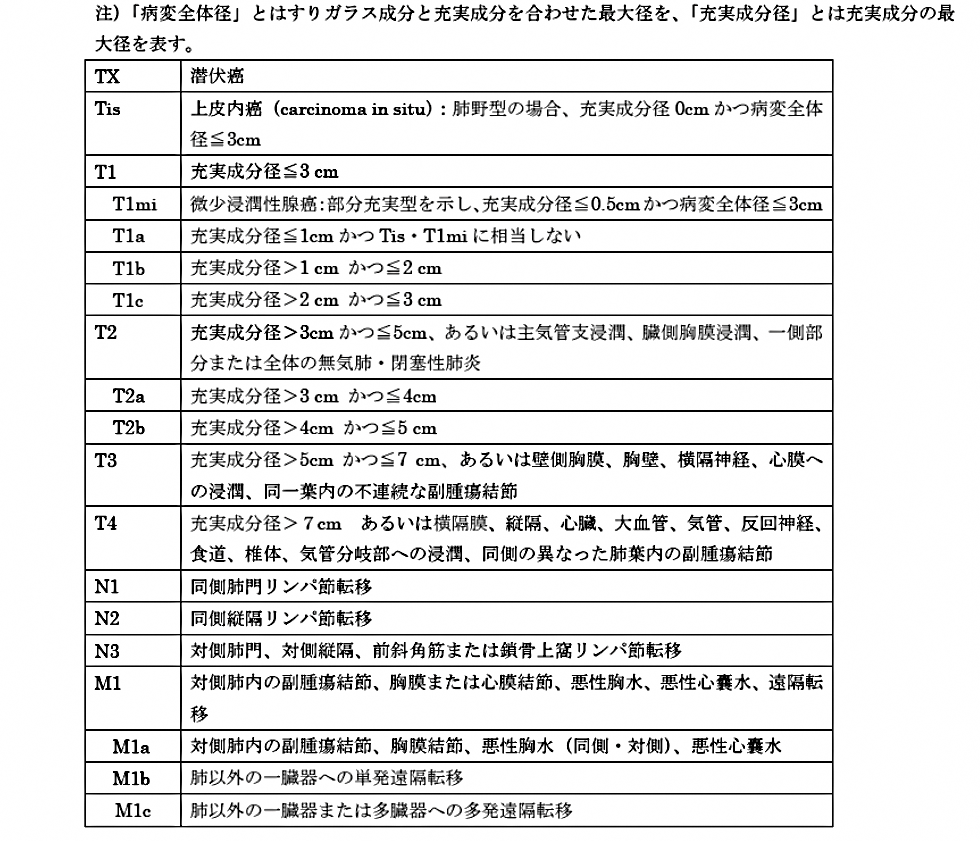 注）「病変全体径」とはすりガラス成分と充実成分を合わせた最大径を、「充実成分径」とは充実成分の最
大径を表す。
TX 潜伏癌
Tis 上皮内癌（carcinoma in situ）：肺野型の場合、充実成分径 0cm かつ病変全体
径≦3cm
T1 充実成分径≦3 cm
T1mi 微少浸潤性腺癌：部分充実型を示し、充実成分径≦0.5cm かつ病変全体径≦3cm
T1a 充実成分径≦1cm かつ Tis・T1mi に相当しない
T1b 充実成分径＞1 cm かつ≦2 cm
T1c 充実成分径＞2 cm かつ≦3 cm
T2 充実成分径＞3cm かつ≦5cm、あるいは主気管支浸潤、臓側胸膜浸潤、一側部
分または全体の無気肺・閉塞性肺炎
T2a 充実成分径＞3 cm かつ≦4cm
T2b 充実成分径＞4cm かつ≦5 cm
T3 充実成分径＞5cm かつ≦7 cm、あるいは壁側胸膜、胸壁、横隔神経、心膜へ
の浸潤、同一葉内の不連続な副腫瘍結節
T4 充実成分径＞7 cm あるいは横隔膜、縦隔、心臓、大血管、気管、反回神経、
食道、椎体、気管分岐部への浸潤、同側の異なった肺葉内の副腫瘍結節
N1 同側肺門リンパ節転移
N2 同側縦隔リンパ節転移
N3 対側肺門、対側縦隔、前斜角筋または鎖骨上窩リンパ節転移
M1 対側肺内の副腫瘍結節、胸膜または心膜結節、悪性胸水、悪性心嚢水、遠隔転
移
M1a 対側肺内の副腫瘍結節、胸膜結節、悪性胸水（同側・対側）、悪性心嚢水
M1b 肺以外の一臓器への単発遠隔転移
M1c 肺以外の一臓器または多臓器への多発遠隔転移